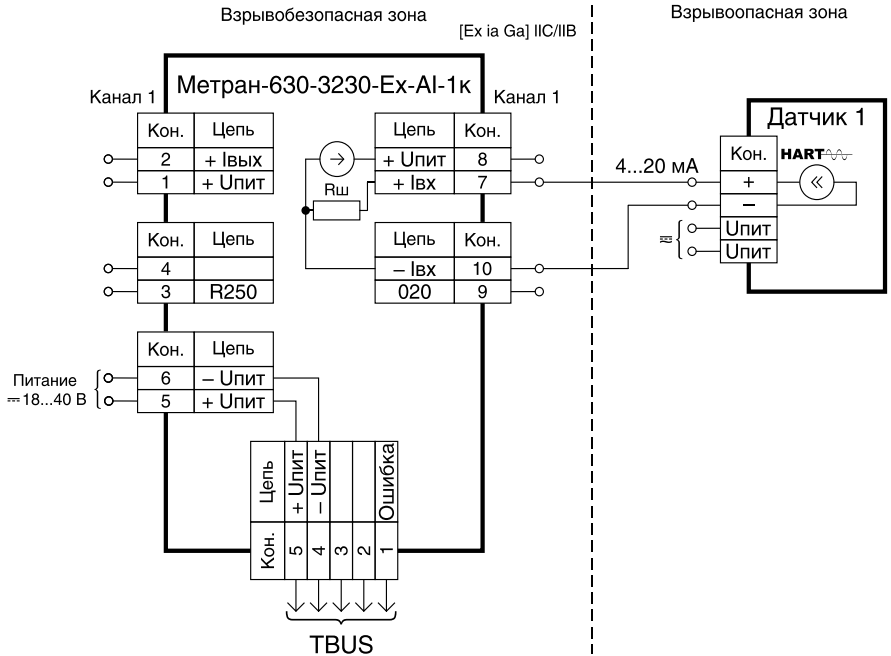 Взрывобезопасная зона
Взрывоопасная зона
[Ex ia Ga] IIC/IIB
Метран-630-3230-Ex-AI-1к
Канал 1
Канал 1
Кон. Цепь
2 + Iвых
1 + Uпит
Цепь Кон.
+ Uпит 8
+ Iвх 7
Rш
4...20 мА
Датчик 1
Кон. HART
+
–
Uпит
Uпит
Кон. Цепь
4
3 R250
Цепь Кон.
– Iвх 10
020 9
Кон. Цепь
6 – Uпит
5 + Uпит
Питание
18...40 В
Цепь + Uпит – Uпит Ошибка
Кон. 5 4 3 2 1
TBUS